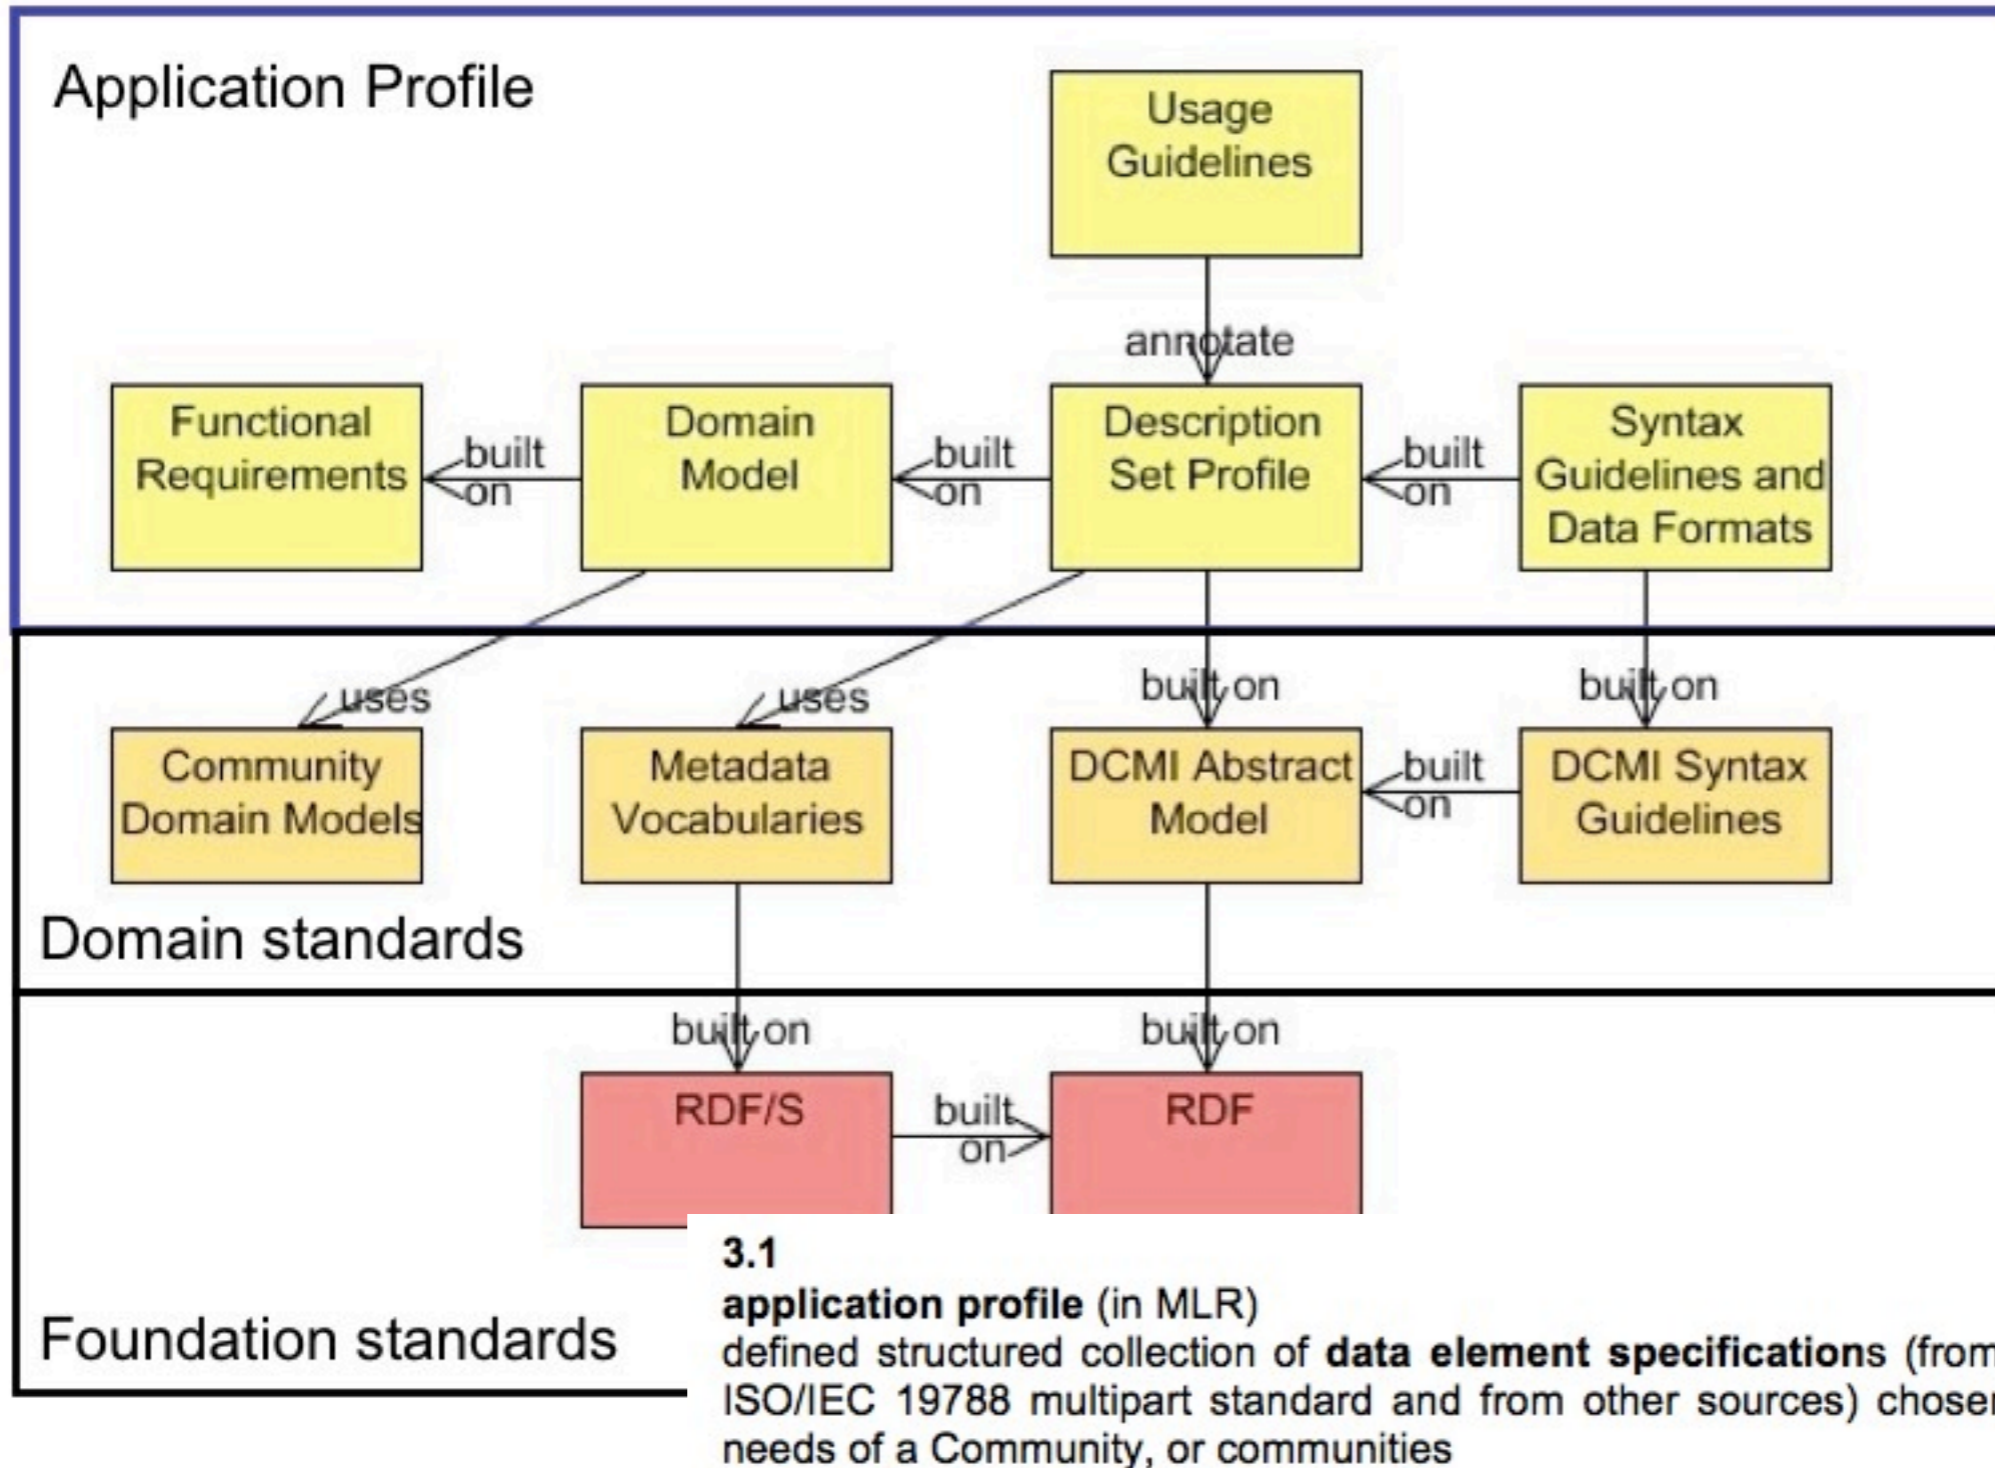 Application Profile
Usage
Guidelines
annotate
Functional
Requirements
built
on
Domain
Model
built
on
Description
Set Profile
built
on
Syntax
Guidelines and
Data Formats
uses
uses
built on
built on
Community
Domain Models
Metadata
Vocabularies
DCMI Abstract
Model
built
on
DCMI Syntax
Guidelines
Domain standards
built on
built on
RDF/S
built
on
RDF
Foundation standards
3.1
application profile (in MLR)
defined structured collection of data element specifications (from
ISO/IEC 19788 multipart standard and from other sources)
needs of a Community, or communities